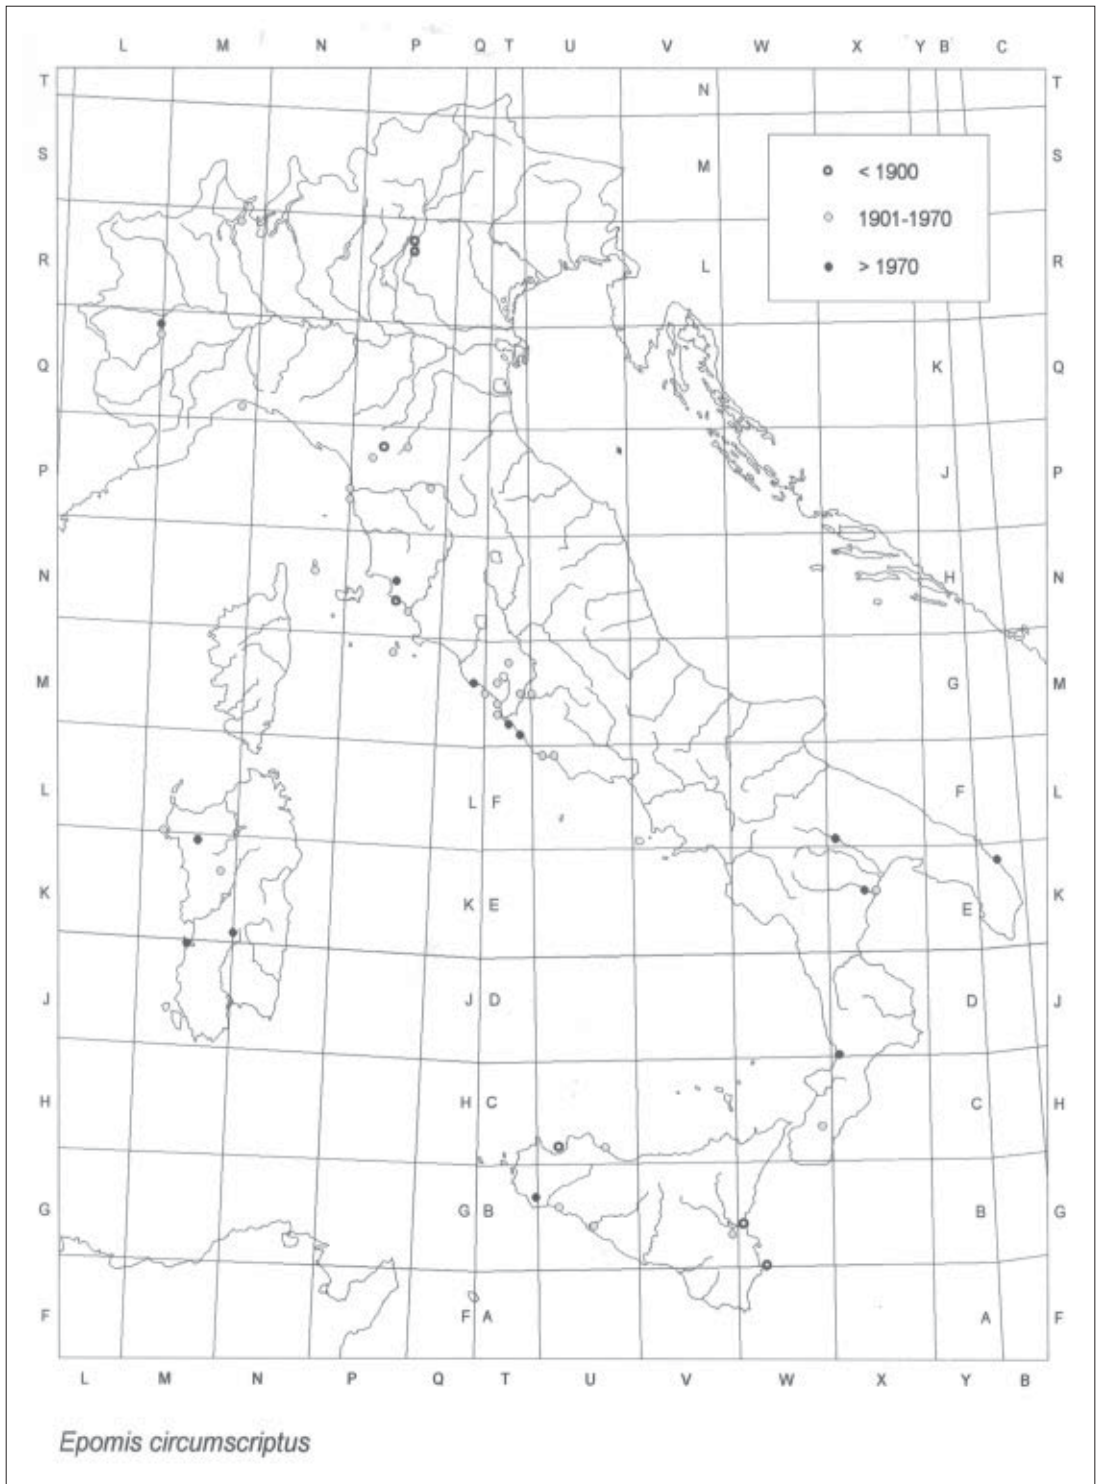 L M N P Q T U V W X Y B C
T N T
S M S
R L R
< 1900
1901-1970
> 1970
Q K Q
P J P
N H N
M G M
L L F F L
K K E E K
J J D D J
H H C C H
G G B B G
F F A A F
L M N P Q T U V W X Y B
Epomis circumscriptus